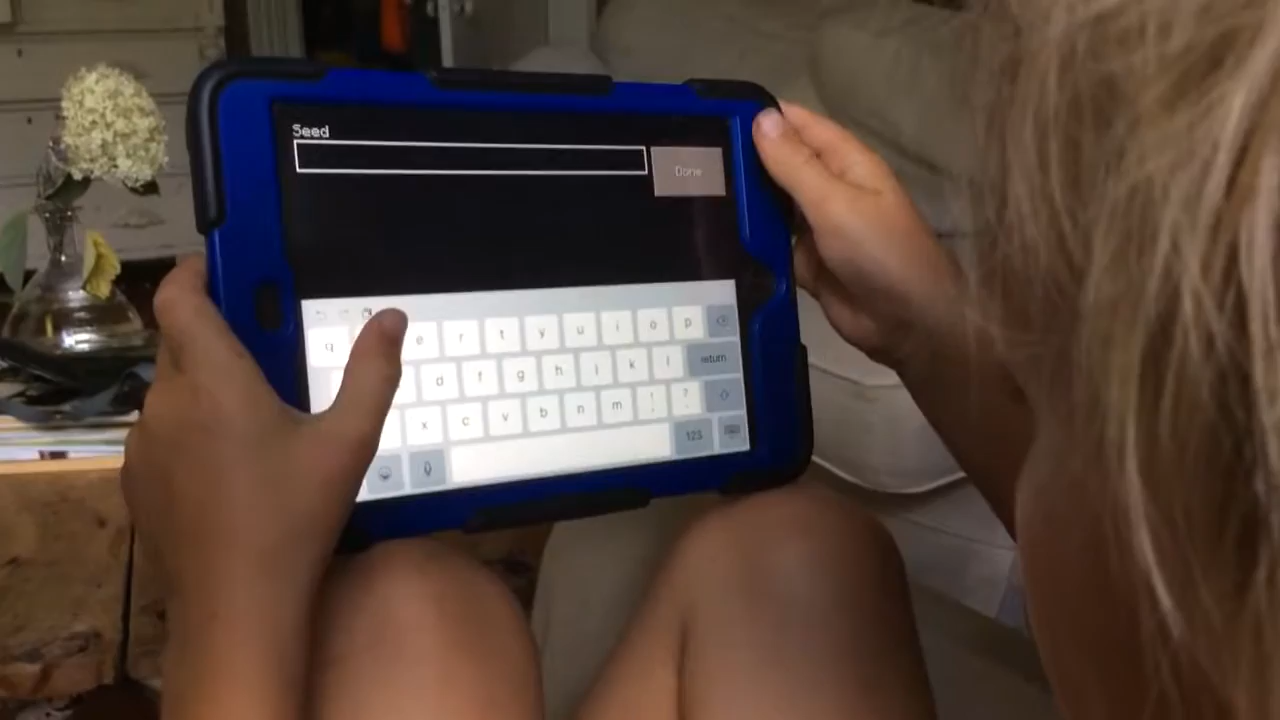 Seed
Done
q e r t y u i o p
d f g h j k l return
x c v b n m ! ?
123